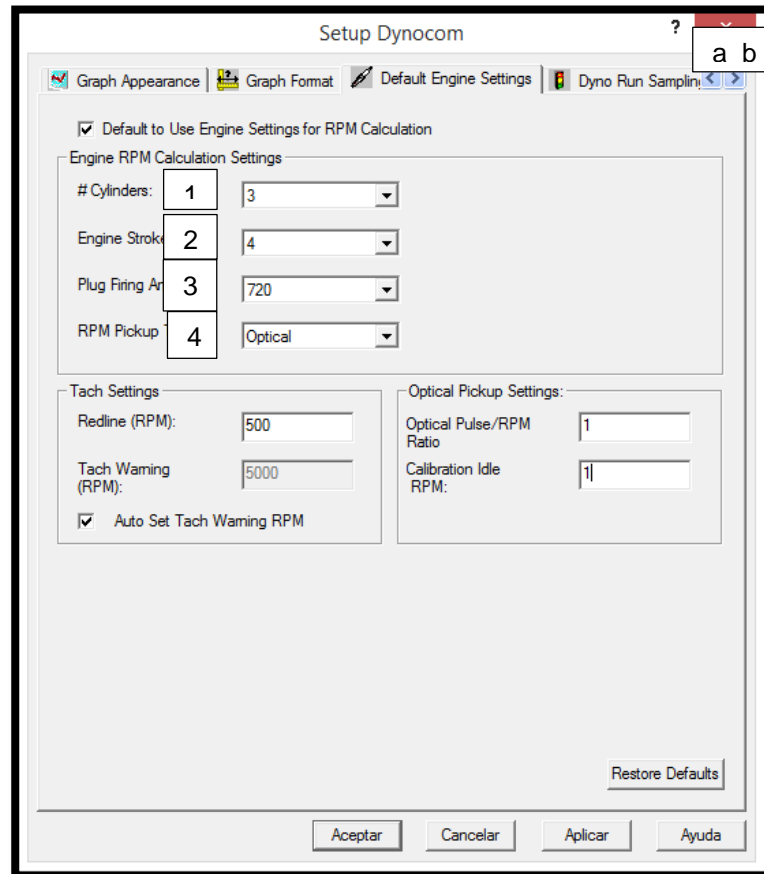 Setup Dynocom
?
a b
Graph Appearance Graph Format Default Engine Settings Dyno Run Sampling
Default to Use Engine Settings for RPM Calculation
Engine RPM Calculation Settings
# Cylinders: 1 3
Engine Stroke 2 4
Plug Firing 3 720
RPM Pickup 4 Optical
Tach Settings
Redline (RPM): 500
Tach Warning
(RPM): 5000
Auto Set Tach Warning RPM
Optical Pickup Settings:
Optical Pulse/RPM
Ratio 1
Calibration Idle
RPM: 1
Restore Defaults
Aceptar Cancelar Aplicar Ayuda